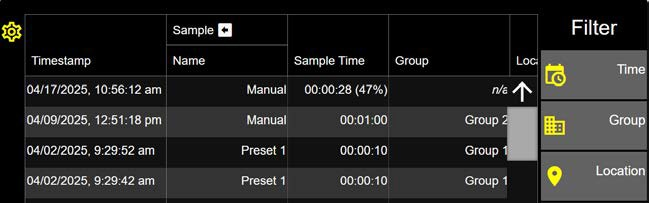 Sample
Filter
Timestamp Name Sample Time Group Loca
04/17/2025, 10:56:12 am Manual 00:00:28 (47%) n/a
04/09/2025, 12:51:18 pm Manual 00:01:00 Group 2
04/02/2025, 9:29:52 am Preset 1 00:00:10 Group 1
04/02/2025, 9:29:42 am Preset 1 00:00:10 Group 1
Time
Group
Location